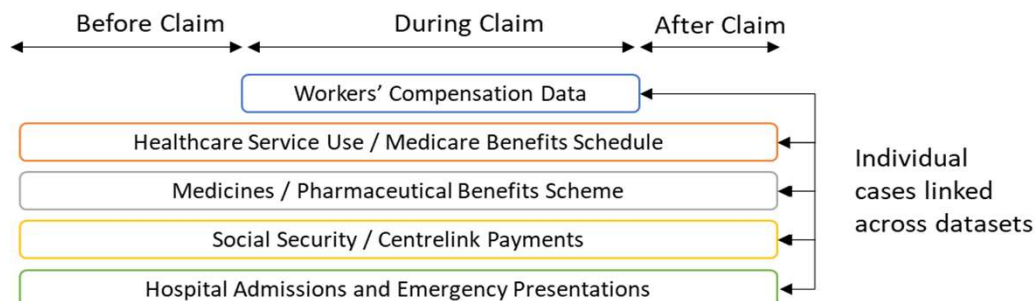 Before Claim
During Claim
After Claim
Workers' Compensation Data
Healthcare Service Use / Medicare Benefits Schedule
Medicines / Pharmaceutical Benefits Scheme
Social Security / Centrelink Payments
Hospital Admissions and Emergency Presentations
Individual
cases linked
across datasets